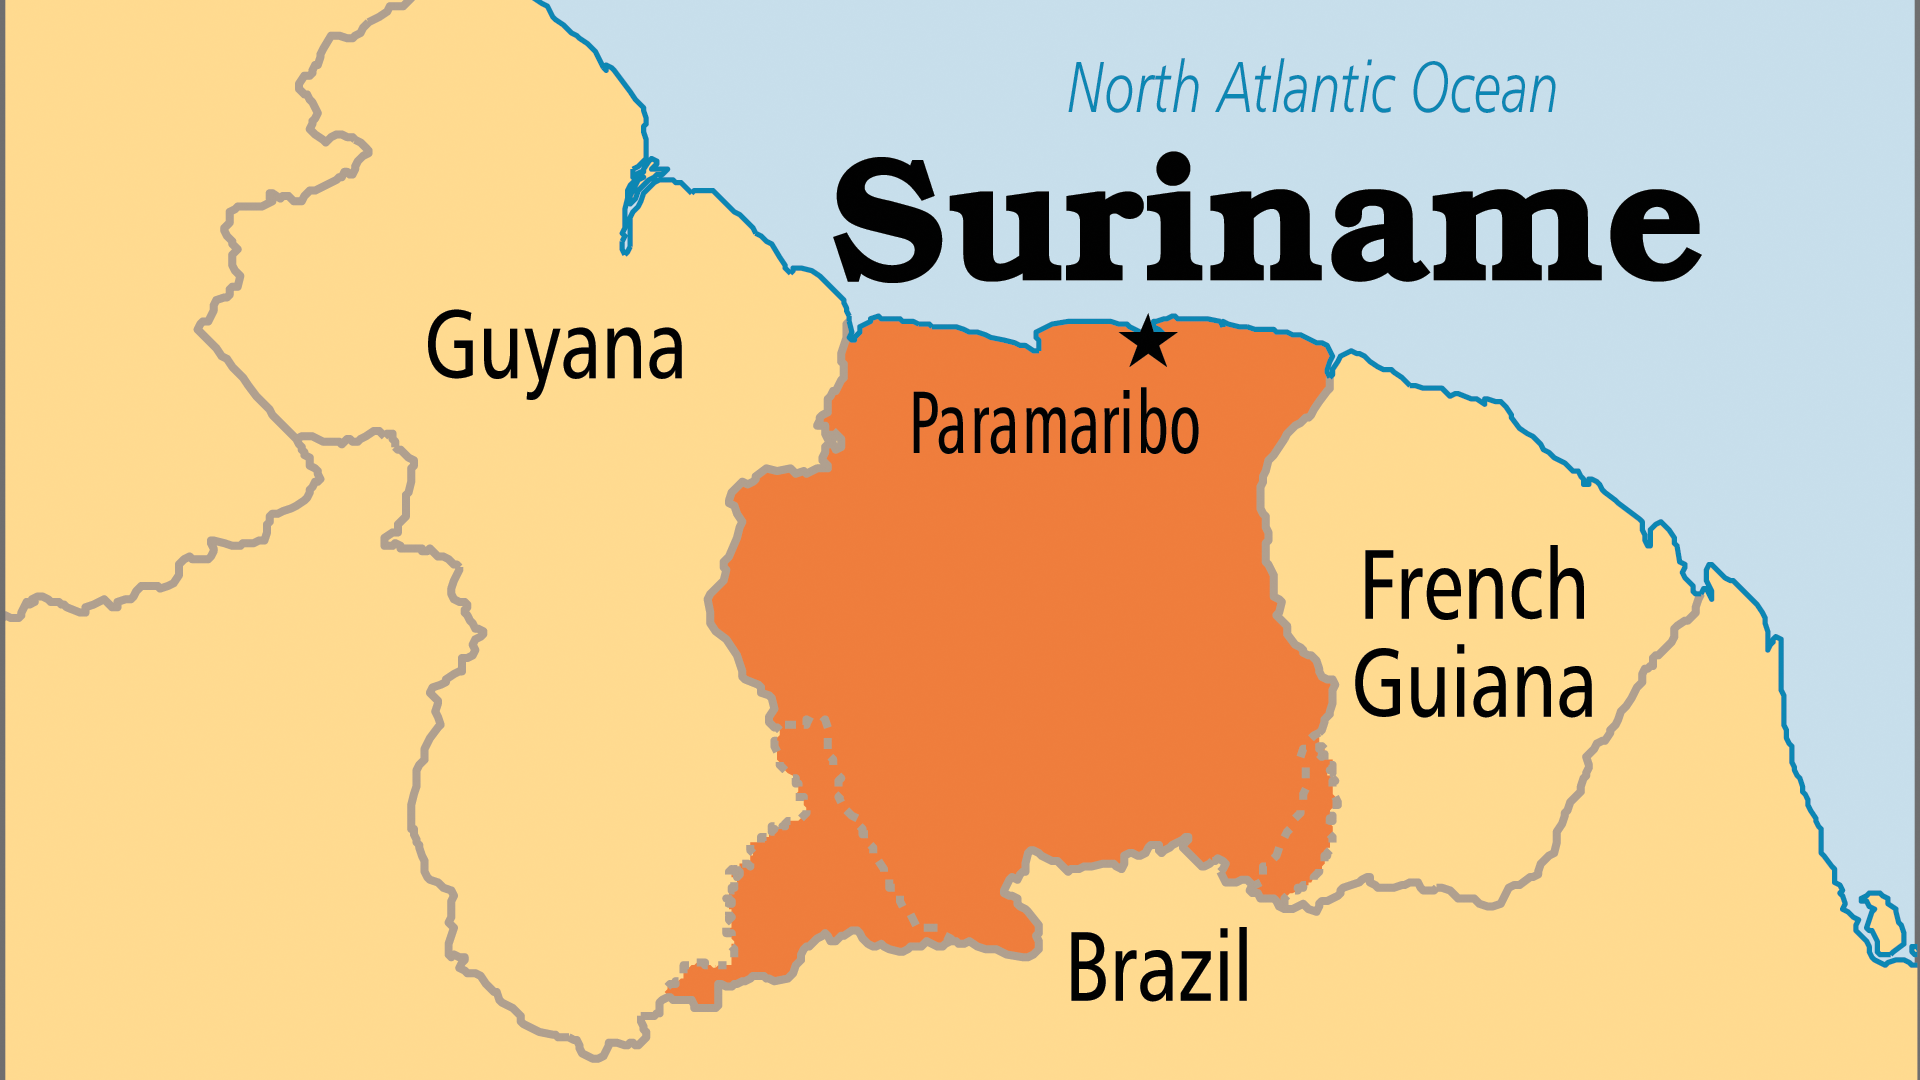 North Atlantic Ocean
Suriname
Guyana
Paramaribo
French
Guiana
Brazil